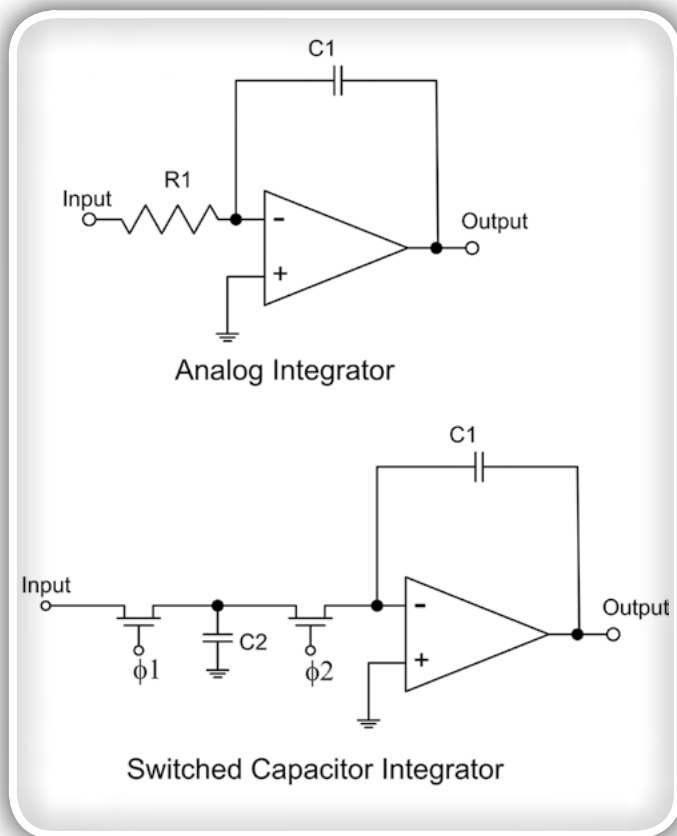 C1
R1
Input
-
Output
+
Analog Integrator
C1
Input
-
Output
C2
+
ϕ1
ϕ2
Switched Capacitor Integrator